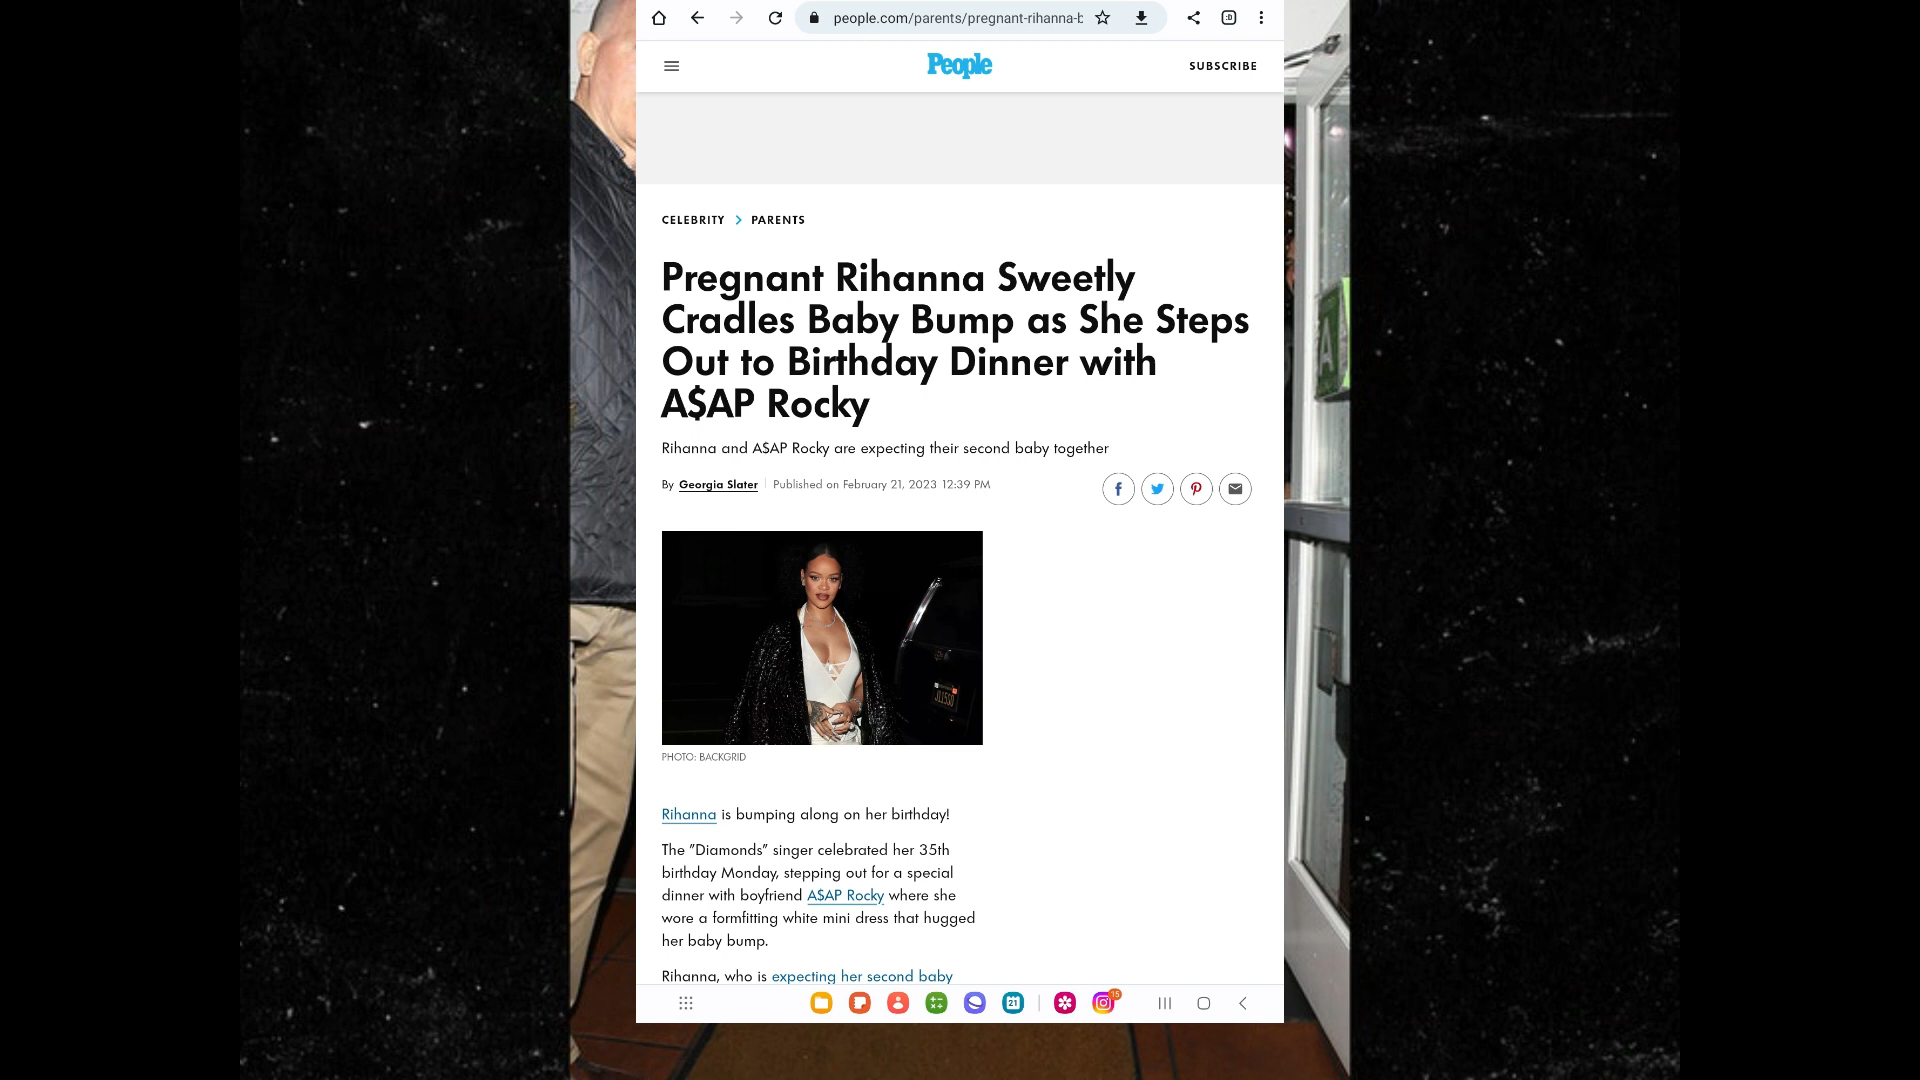 people.com/parents/pregnant-rihanna-b
People
SUBSCRIBE
CELEBRITY > PARENTS
Pregnant Rihanna Sweetly
Cradles Baby Bump as She Steps
Out to Birthday Dinner with
A$AP Rocky
Rihanna and A$AP Rocky are expecting their second baby together
By Georgia Slater | Published on February 21, 2023 12:39 PM
PHOTO: BACKGRID
Rihanna is bumping along on her birthday!
The "Diamonds" singer celebrated her 35th
birthday Monday, stepping out for a special
dinner with boyfriend A$AP Rocky where she
wore a formfitting white mini dress that hugged
her baby bump.
Rihanna, who is expecting her second baby
21
15
A